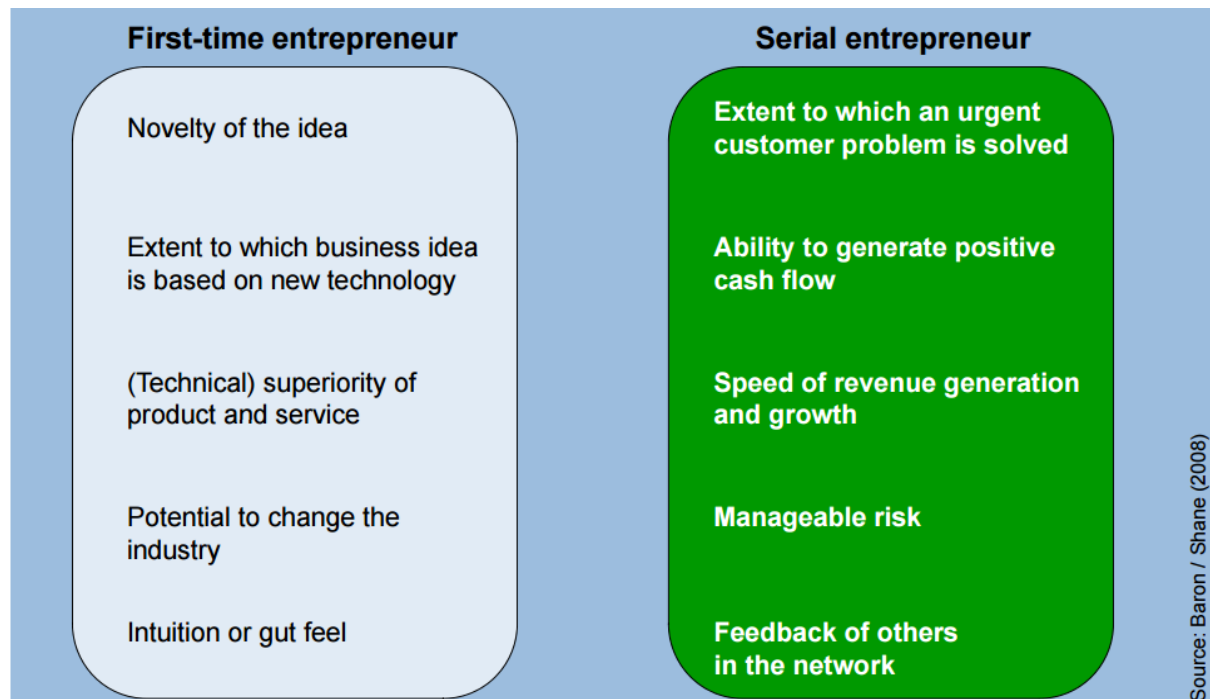 First-time entrepreneur
Novelty of the idea
Extent to which business idea
is based on new technology
(Technical) superiority of
product and service
Potential to change the
industry
Intuition or gut feel
Serial entrepreneur
Extent to which an urgent
customer problem is solved
Ability to generate positive
cash flow
Speed of revenue generation
and growth
Manageable risk
Feedback of others
in the network
Source: Baron / Shane (2008)